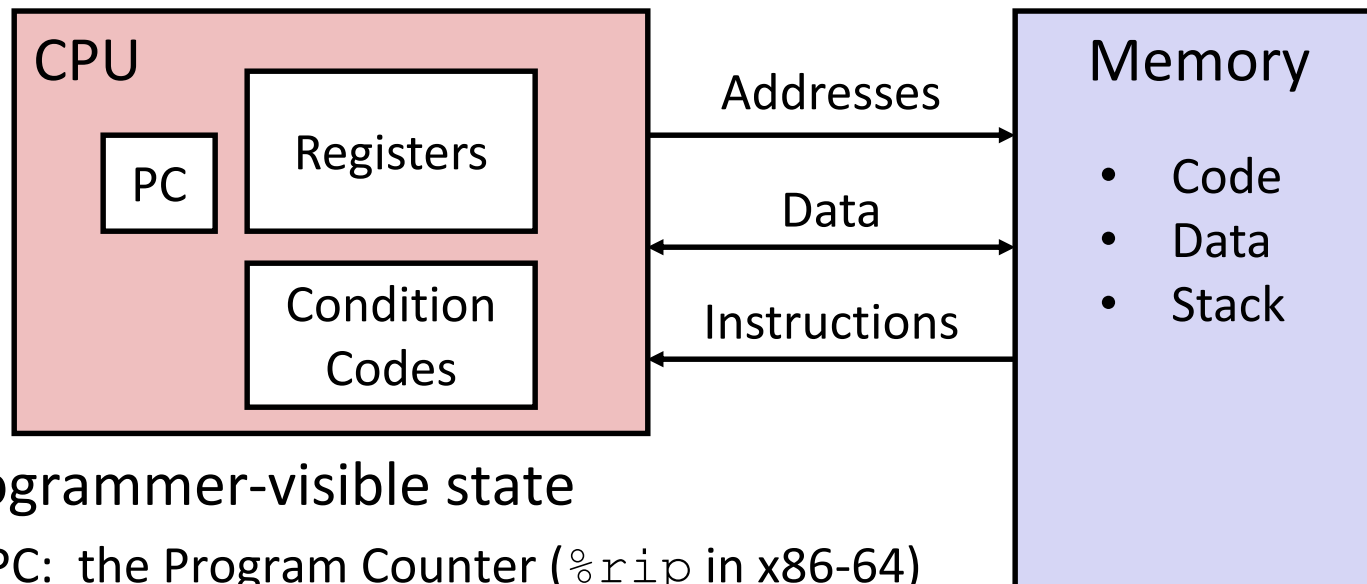 CPU
PC
Registers
Condition
Codes
Addresses
Data
Instructions
Memory
• Code
• Data
• Stack
ogrammer-visible state
PC: the Program Counter (%rip in x86-64)